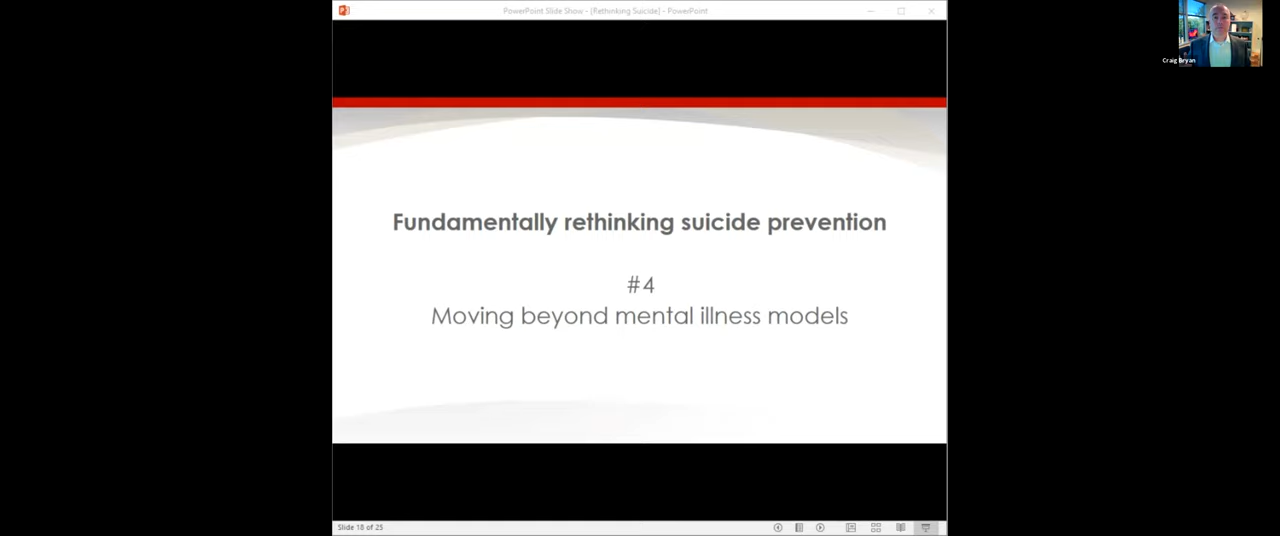 PowerPoint Slide Show - [Rethinking Suicide] - PowerPoint
Craig Bryan
Fundamentally rethinking suicide prevention
#4
Moving beyond mental illness models
Slide 18 of 25